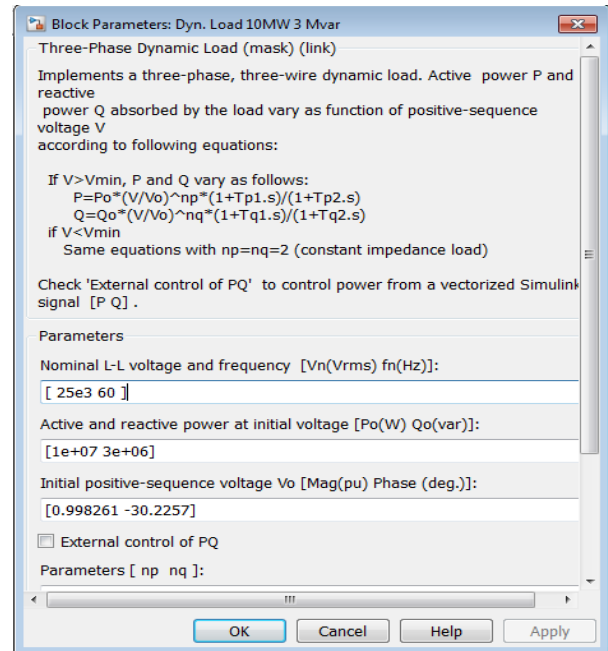 Block Parameters: Dyn. Load 10MW 3 Mvar
Three-Phase Dynamic Load (mask) (link)
Implements a three-phase, three-wire dynamic load. Active  power P and
reactive
power Q absorbed by the load vary as function of positive-sequence
voltage V
according to following equations:
If V>Vmin, P and Q vary as follows:
P=Po*(V/Vo)^np*(1+Tp1.s)/(1+Tp2.s)
Q=Qo*(V/Vo)^nq*(1+Tq1.s)/(1+Tq2.s)
if V<Vmin
Same equations with np=nq=2 (constant impedance load)
Check 'External control of PQ'  to control power from a vectorized Simulink
signal  [P Q] .
Parameters
Nominal L-L voltage and frequency  [Vn(Vrms) fn(Hz)]:
[ 25e3 60 ]
Active and reactive power at initial voltage [Po(W) Qo(var)]:
[1e+07 3e+06]
Initial positive-sequence voltage Vo [Mag(pu) Phase (deg.)]:
[0.998261 -30.2257]
External control of PQ
Parameters [ np  nq ]:
OK Cancel Help Apply